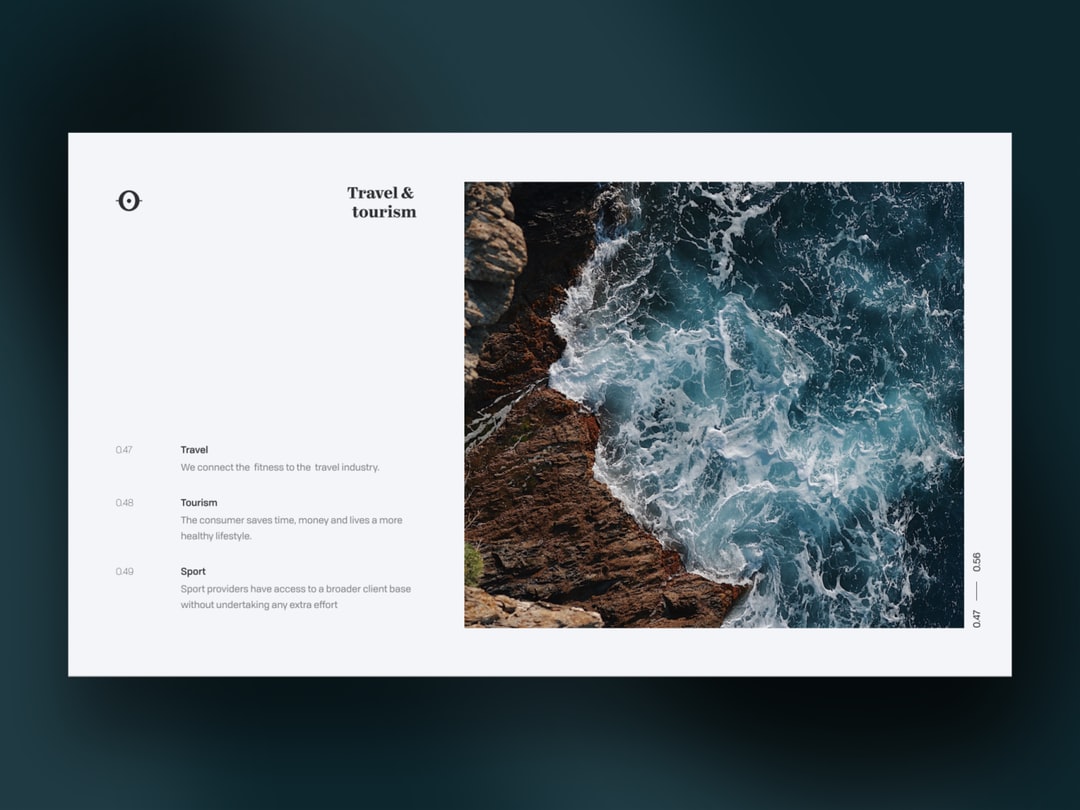 Travel &
tourism
0.47
Travel
We connect the fitness to the travel industry.
0.48
Tourism
The consumer saves time, money and lives a more
healthy lifestyle.
0.49
Sport
Sport providers have access to a broader client base
without undertaking any extra effort
0.47 — 0.56